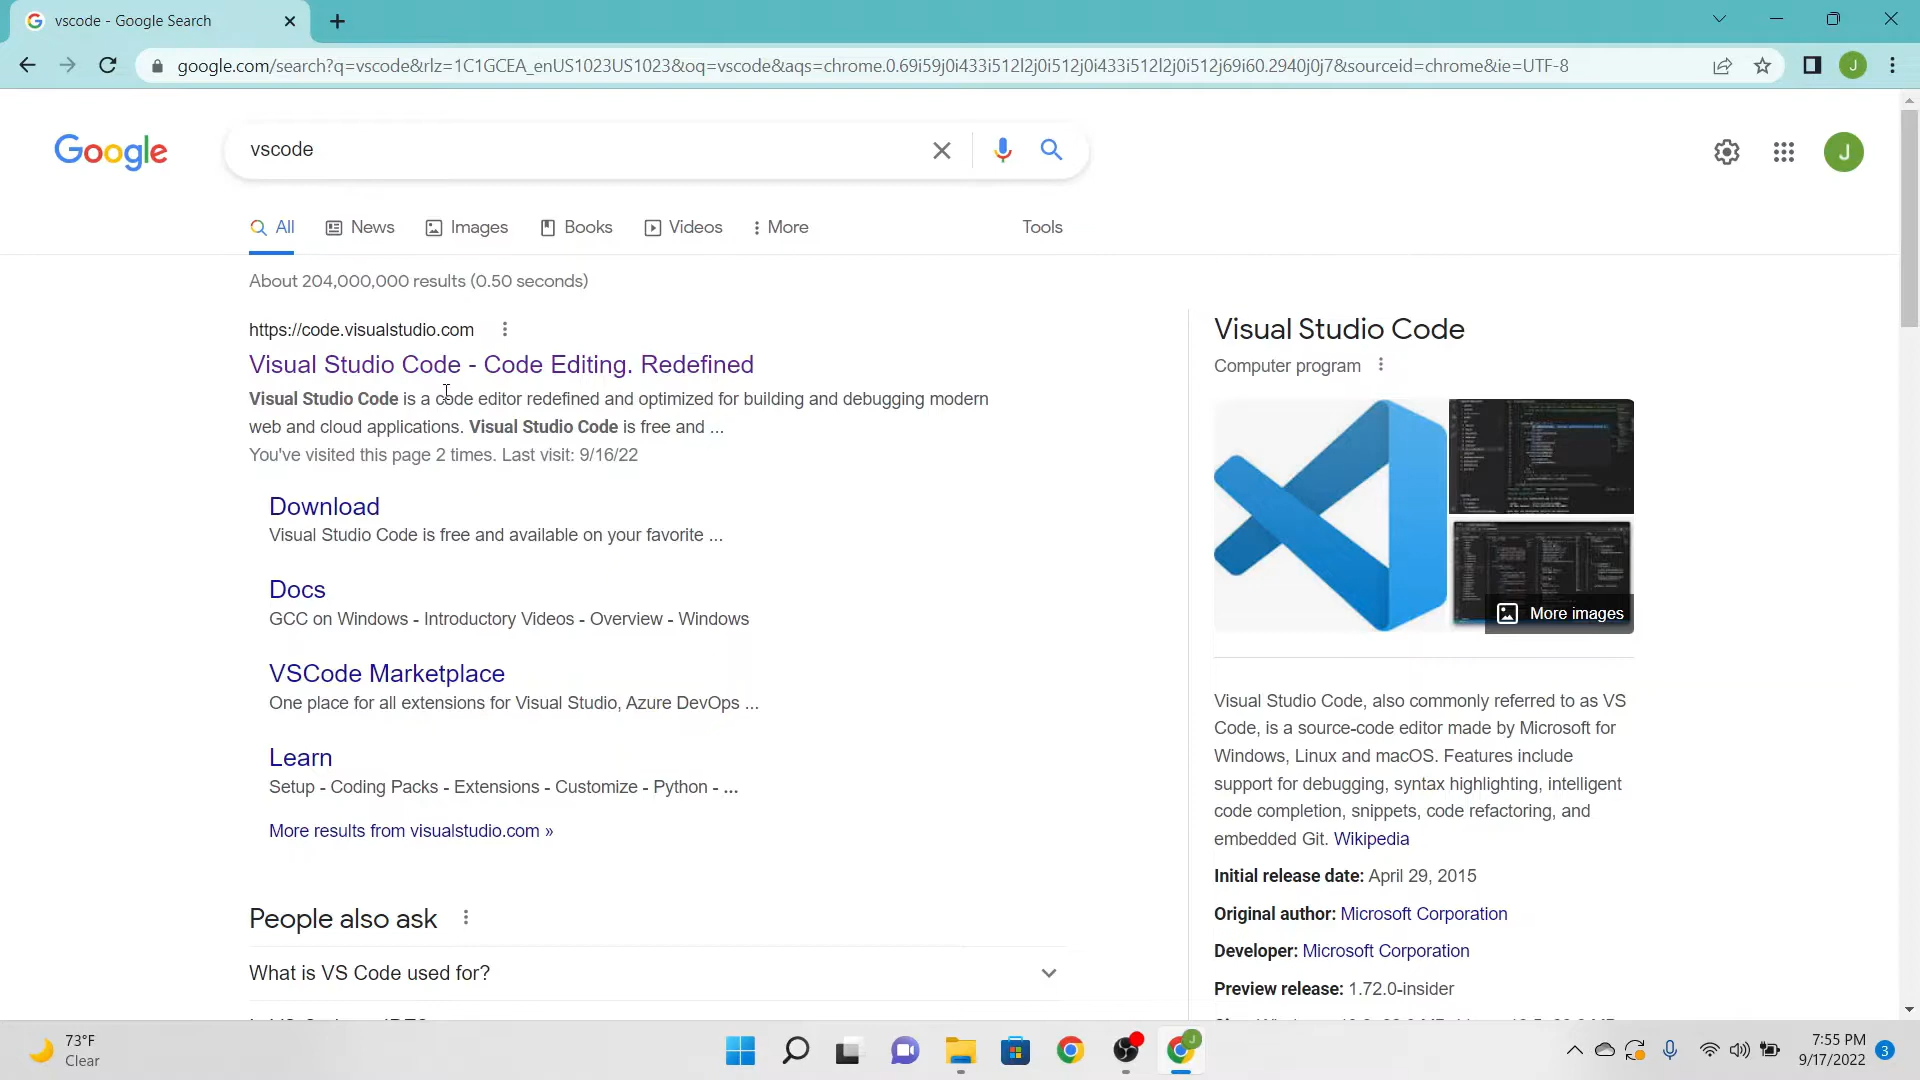 vscode - Google Search
google.com/search?q=vscode&rlz=1C1GCEA_enUS1023US1023&oq=vscode&aqs=chrome.0.69i59j0i433i512l2j0i512j0i433i512l2j0i512j69i60.2940j0j7&sourceid=chrome&ie=UTF-8
J
Google
vscode
J
All
News
Images
Books
Videos
More
Tools
About 204,000,000 results (0.50 seconds)
https://code.visualstudio.com
Visual Studio Code - Code Editing. Redefined
Visual Studio Code is a code editor redefined and optimized for building and debugging modern
web and cloud applications. Visual Studio Code is free and ...
You've visited this page 2 times. Last visit: 9/16/22
Download
Visual Studio Code is free and available on your favorite ...
Docs
GCC on Windows - Introductory Videos - Overview - Windows
VSCode Marketplace
One place for all extensions for Visual Studio, Azure DevOps ...
Learn
Setup - Coding Packs - Extensions - Customize - Python - ...
More results from visualstudio.com »
People also ask
What is VS Code used for?
Visual Studio Code
Computer program
More images
Visual Studio Code, also commonly referred to as VS
Code, is a source-code editor made by Microsoft for
Windows, Linux and macOS. Features include
support for debugging, syntax highlighting, intelligent
code completion, snippets, code refactoring, and
embedded Git. Wikipedia
Initial release date: April 29, 2015
Original author: Microsoft Corporation
Developer: Microsoft Corporation
Preview release: 1.72.0-insider
73°F
Clear
J
7:55 PM
9/17/2022
3